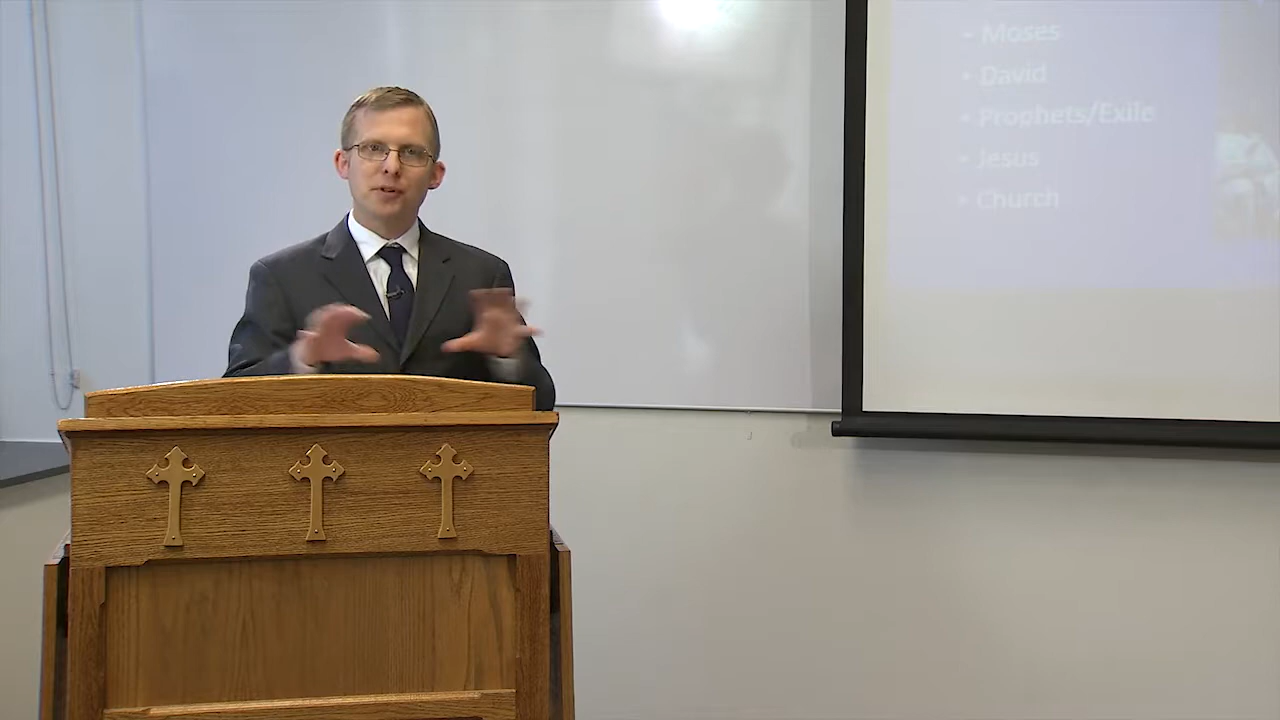 • Moses
• David
• Prophets/Exile
• Jesus
• Church